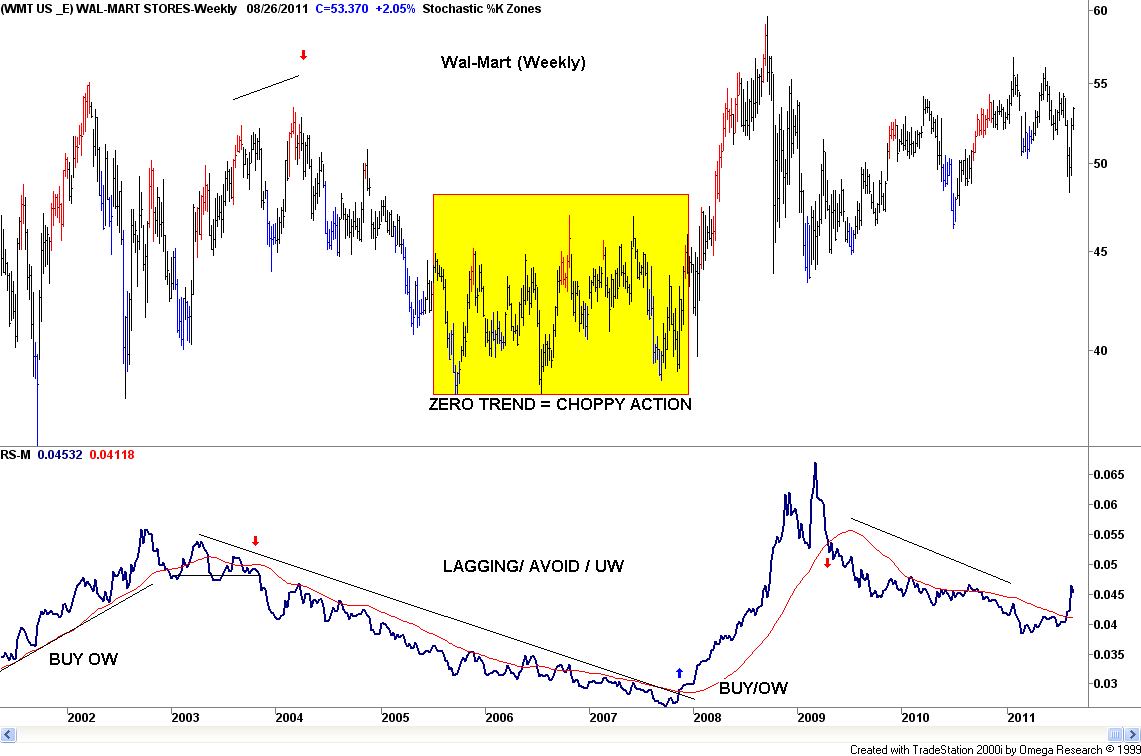 (WMT US _E) WAL-MART STORES-Weekly 08/26/2011 C=53.370 +2.05% Stochastic %K Zones
60
Wal-Mart (Weekly)
55
50
45
40
ZERO TREND = CHOPPY ACTION
RS-M 0.04532 0.04118
0.065
0.06
0.055
LAGGING/ AVOID / UW
0.05
0.045
0.04
BUY OW
0.035
BUY/OW
0.03
2002 2003 2004 2005 2006 2007 2008 2009 2010 2011
Created with TradeStation 2000i by Omega Research © 1999